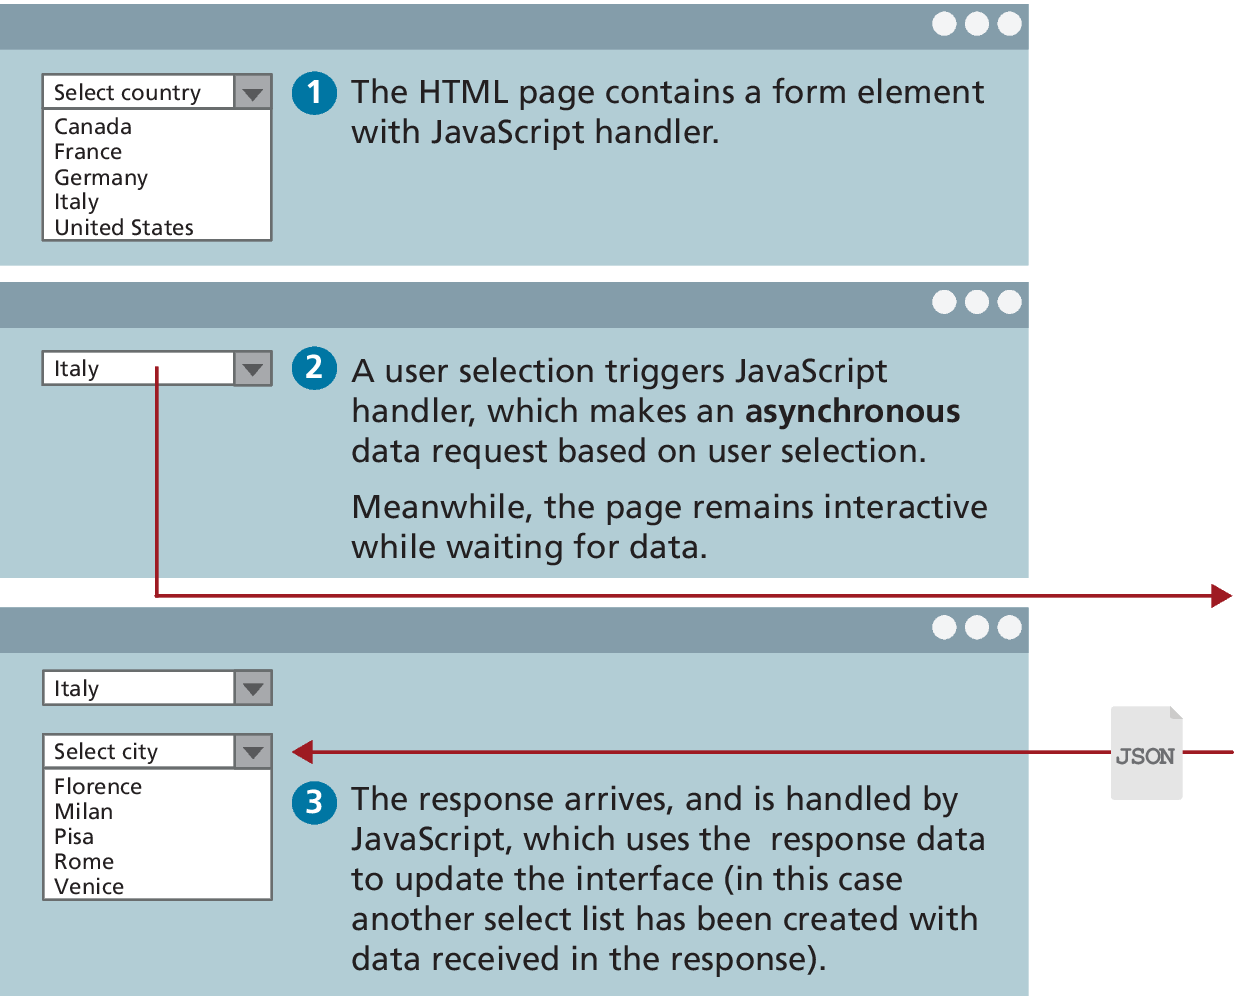 Select country
Canada
France
Germany
Italy
United States
1 The HTML page contains a form element
with JavaScript handler.
Italy
2 A user selection triggers JavaScript
handler, which makes an asynchronous
data request based on user selection.
Meanwhile, the page remains interactive
while waiting for data.
Italy
Select city
Florence
Milan
Pisa
Rome
Venice
JSON
3 The response arrives, and is handled by
JavaScript, which uses the response data
to update the interface (in this case
another select list has been created with
data received in the response).